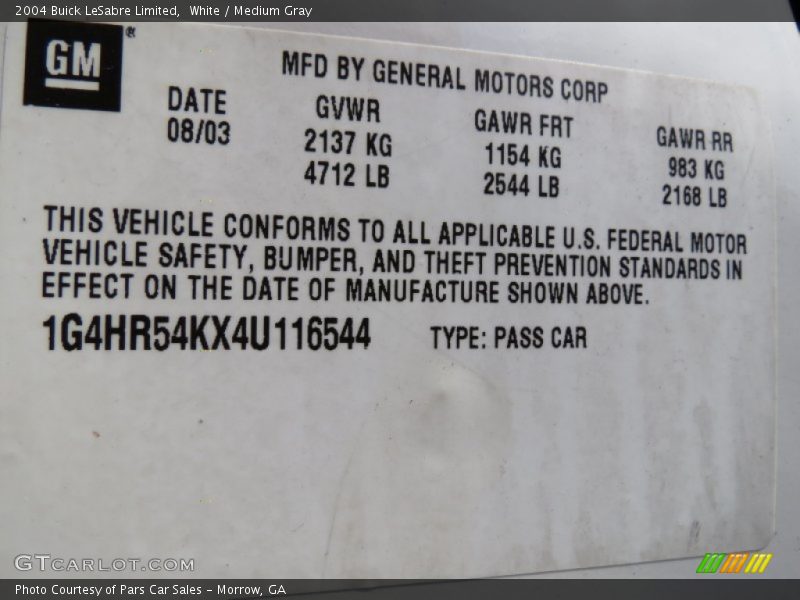 2004 Buick LeSabre Limited, White / Medium Gray
GM®
MFD BY GENERAL MOTORS CORP
DATE GVWR GAWR FRT GAWR RR
08/03 2137 KG 1154 KG 983 KG
4712 LB 2544 LB 2168 LB
THIS VEHICLE CONFORMS TO ALL APPLICABLE U.S. FEDERAL MOTOR
VEHICLE SAFETY, BUMPER, AND THEFT PREVENTION STANDARDS IN
EFFECT ON THE DATE OF MANUFACTURE SHOWN ABOVE.
1G4HR54KX4U116544 TYPE: PASS CAR
GTCARLOT.COM
Photo Courtesy of Pars Car Sales – Morrow, GA